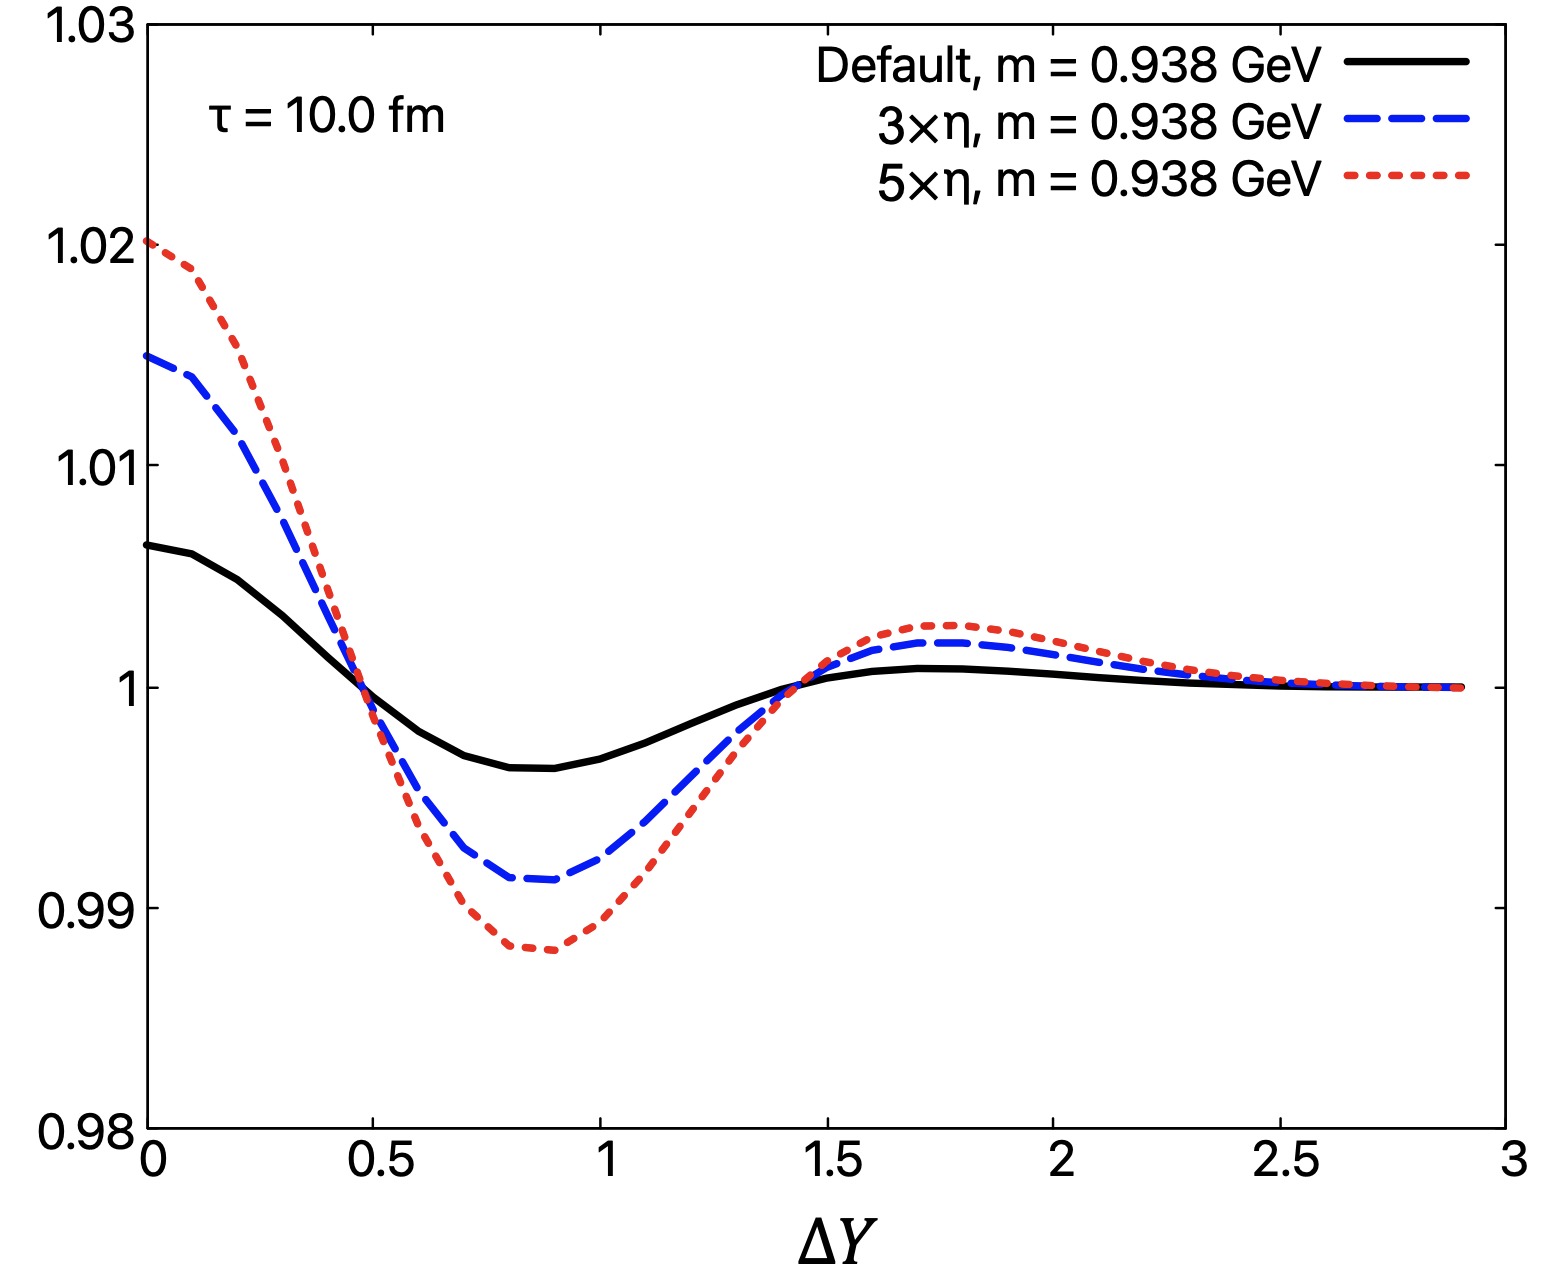 1.03
Default, m = 0.938 GeV
τ = 10.0 fm
3×η, m = 0.938 GeV
5×η, m = 0.938 GeV
1.02
1.01
1
0.99
0.98
0 0.5 1 1.5 2 2.5 3
ΔY